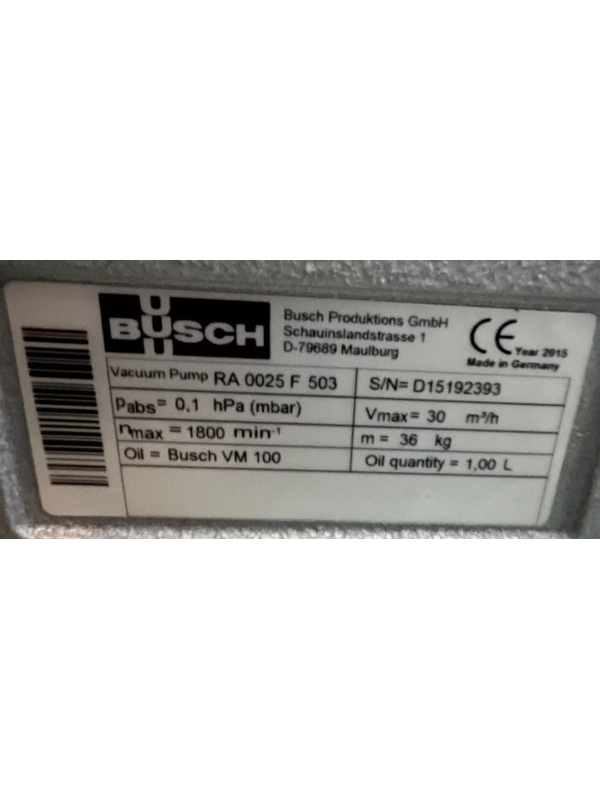 BUSCH
Busch Produktions GmbH
Schauinslandstrasse 1
D-79689 Maulburg
CE Year 2015
Made in Germany
Vacuum Pump RA 0025 F 503
S/N= D15192393
Pabs = 0,1 hPa (mbar)
Vmax = 30 m³/h
nmax = 1800 min-1
m = 36 kg
Oil = Busch VM 100
Oil quantity = 1,00 L